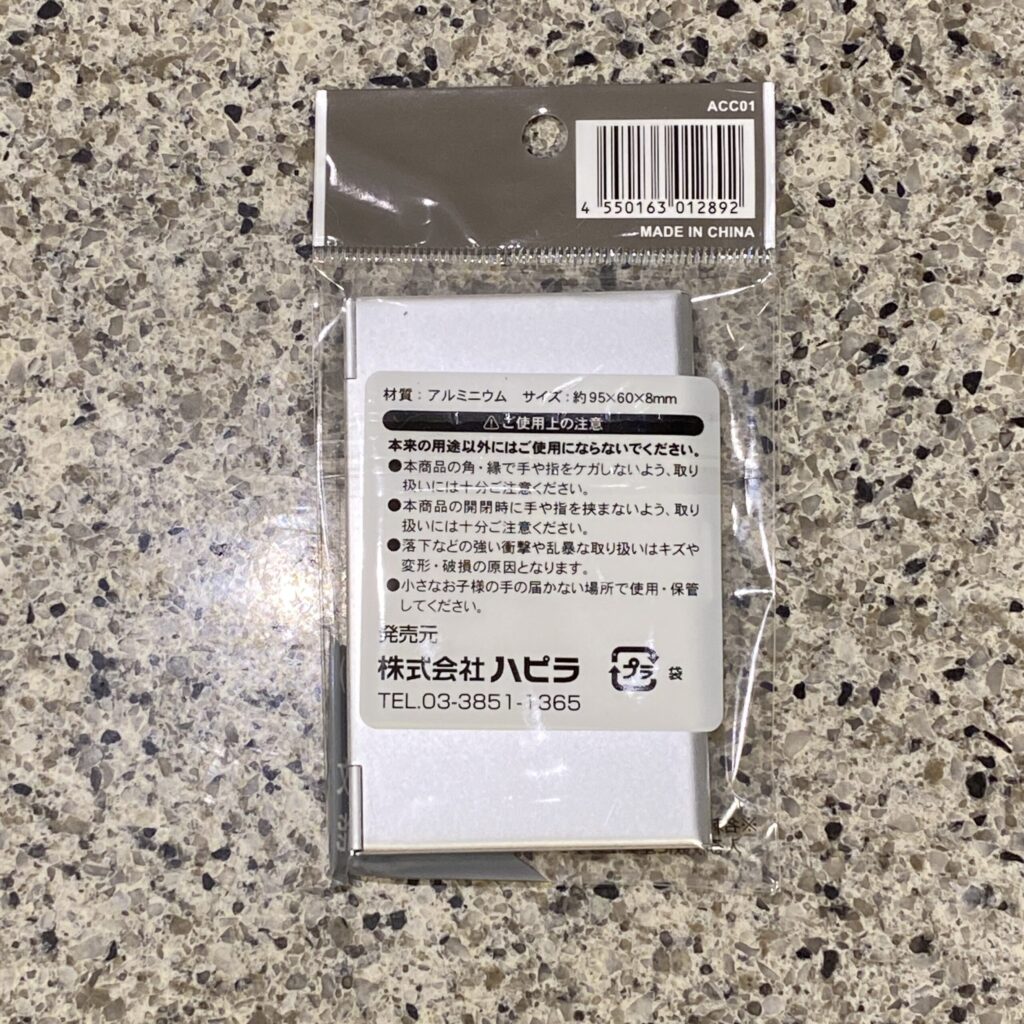 ACC01
4 550163 012892
MADE IN CHINA
材質：アルミニウム　サイズ：約95×60×8mm
⚠ご使用上の注意
本来の用途以外にはご使用にならないでください。
●本商品の角・縁で手や指をケガしないよう、取り
扱いには十分ご注意ください。
●本商品の開閉時に手や指を挟まないよう、取り
扱いには十分ご注意ください。
●落下などの強い衝撃や乱暴な取り扱いはキズや
変形・破損の原因となります。
●小さなお子様の手の届かない場所で使用・保管
してください。
発売元
株式会社ハピラ
プラ 袋
TEL.03-3851-1365